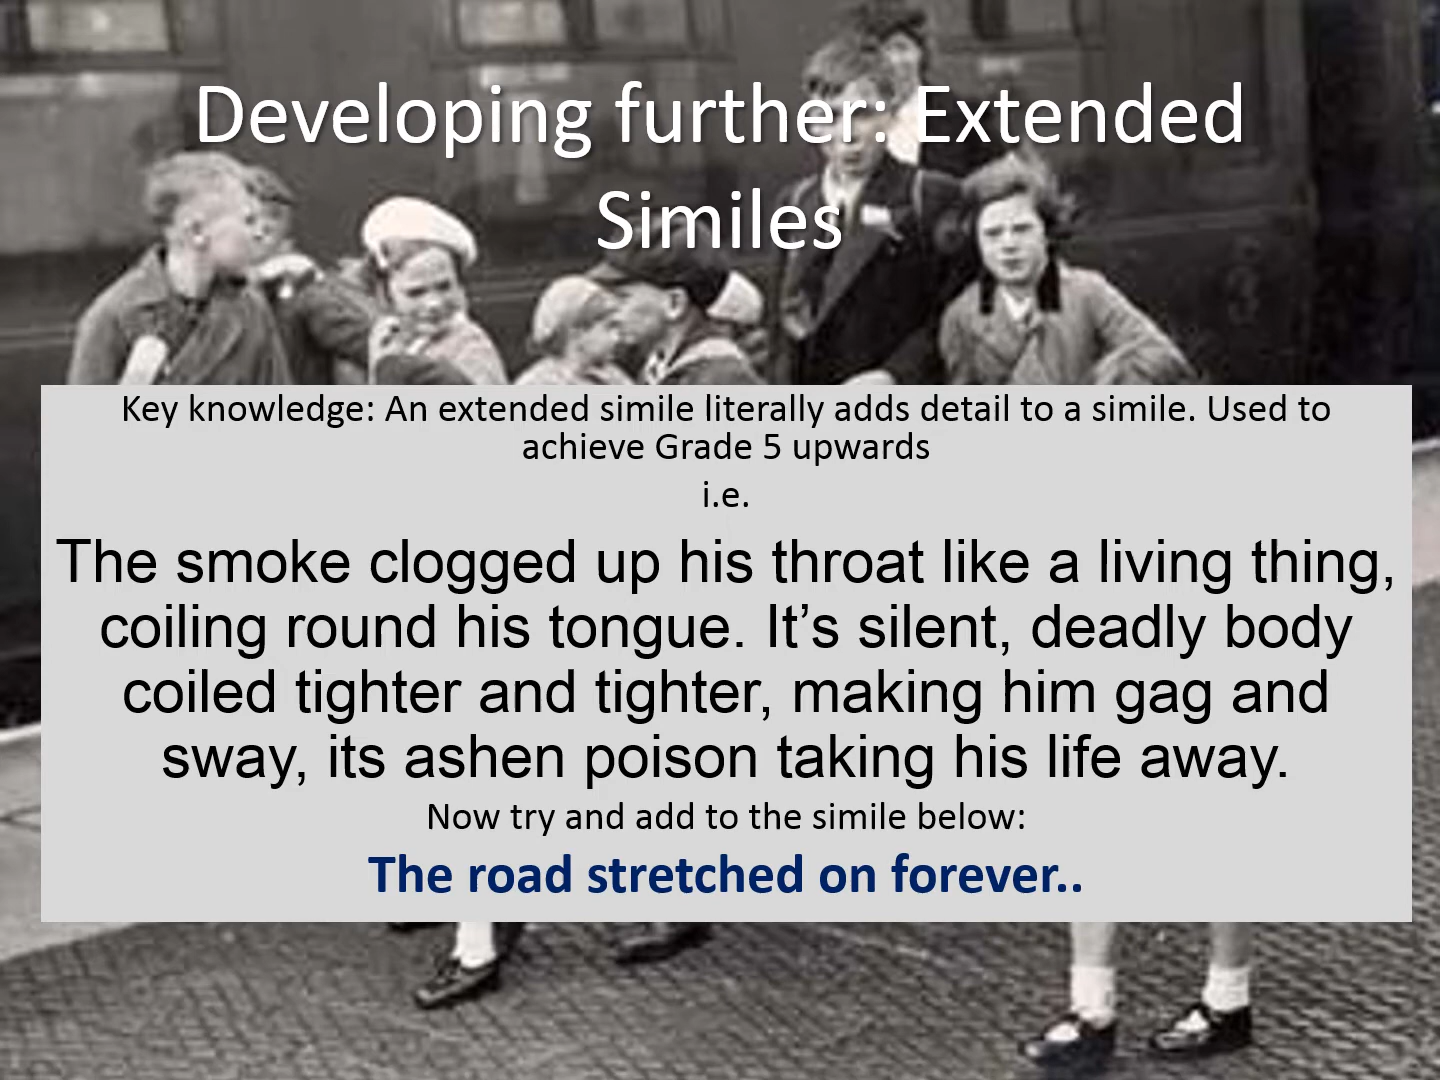 Developing further: Extended
Similes
Key knowledge: An extended simile literally adds detail to a simile. Used to
achieve Grade 5 upwards
i.e.
The smoke clogged up his throat like a living thing,
coiling round his tongue. It’s silent, deadly body
coiled tighter and tighter, making him gag and
sway, its ashen poison taking his life away.
Now try and add to the simile below:
The road stretched on forever..